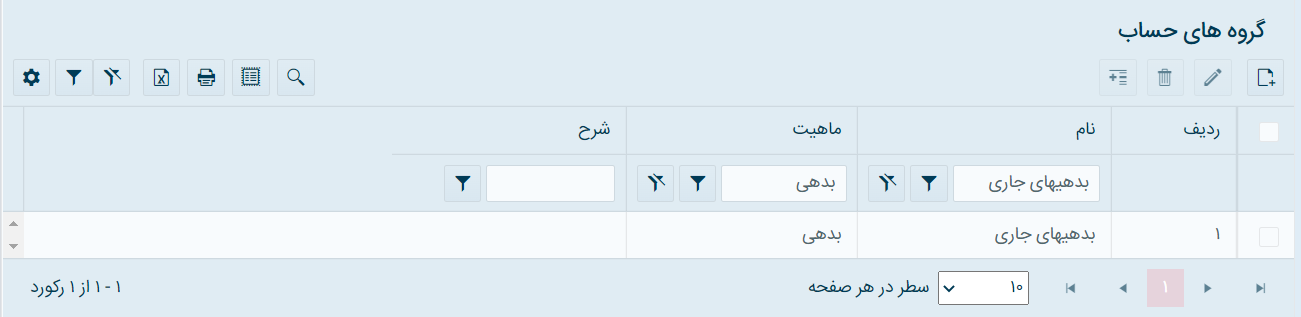 گروه های حساب
ردیف نام ماهیت شرح
بدهیهای جاری بدهی
۱ بدهیهای جاری بدهی
۱ ۱۰ سطر در هر صفحه ۱ - ۱ از ۱ رکورد